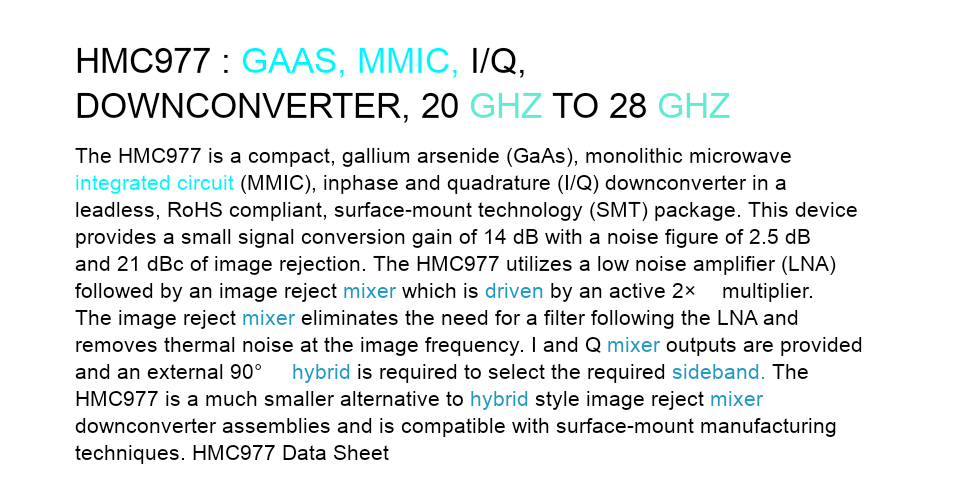 HMC977 : GAAS, MMIC, I/Q,
DOWNCONVERTER, 20 GHZ TO 28 GHZ
The HMC977 is a compact, gallium arsenide (GaAs), monolithic microwave
integrated circuit (MMIC), inphase and quadrature (I/Q) downconverter in a
leadless, RoHS compliant, surface-mount technology (SMT) package. This device
provides a small signal conversion gain of 14 dB with a noise figure of 2.5 dB
and 21 dBc of image rejection. The HMC977 utilizes a low noise amplifier (LNA)
followed by an image reject mixer which is driven by an active 2× multiplier.
The image reject mixer eliminates the need for a filter following the LNA and
removes thermal noise at the image frequency. I and Q mixer outputs are provided
and an external 90° hybrid is required to select the required sideband. The
HMC977 is a much smaller alternative to hybrid style image reject mixer
downconverter assemblies and is compatible with surface-mount manufacturing
techniques. HMC977 Data Sheet